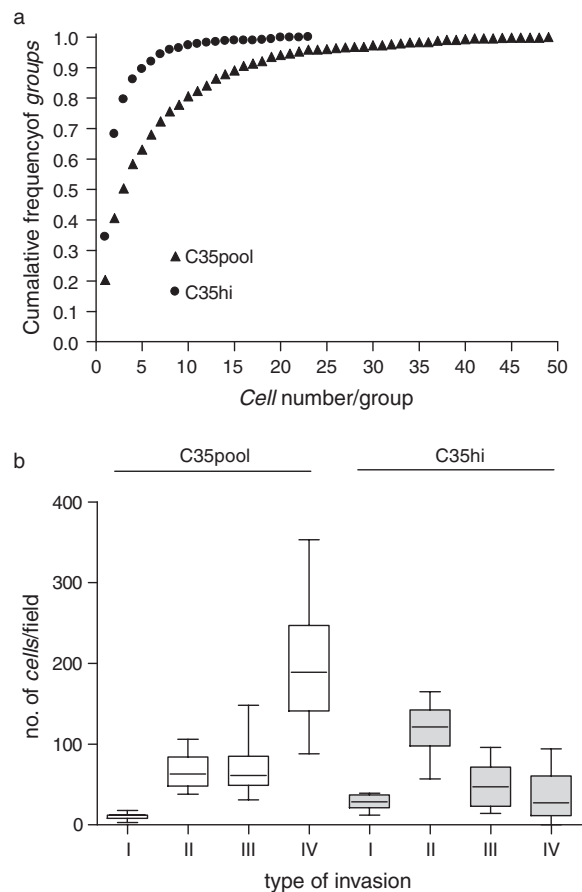 a
Cumalative frequencyof groups
1.0
0.9
0.8
0.7
0.6
0.5
0.4
0.3
0.2
0.1
0.0
C35pool
C35hi
0 5 10 15 20 25 30 35 40 45 50
Cell number/group
b
C35pool C35hi
no. of cells/field
400
300
200
100
0
I II III IV I II III IV
type of invasion